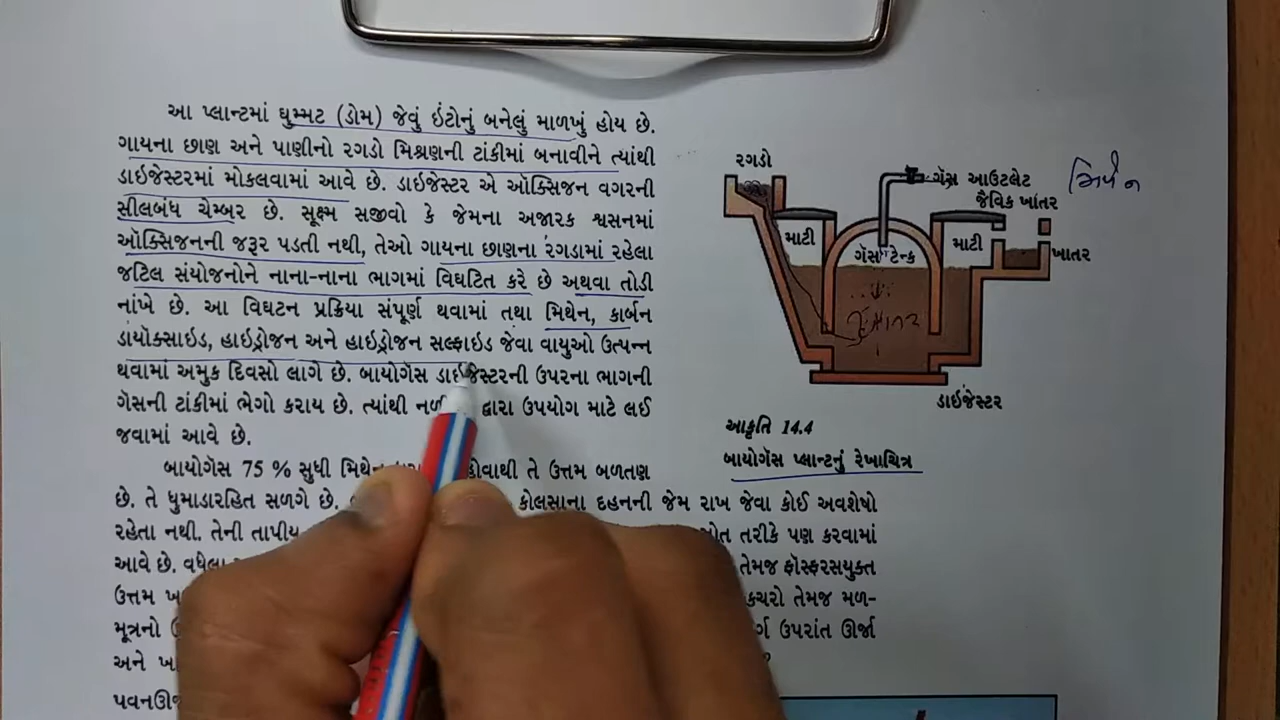 આ પ્લાન્ટમાં ઘુમ્મટ (ડોમ) જેવું ઇંટોનું બનેલું માળખું હોય છે.
ગાયના છાણ અને પાણીનો રગડો મિશ્રણની ટાંકીમાં બનાવીને ત્યાંથી
ડાઇજેસ્ટરમાં મોકલવામાં આવે છે. ડાઇજેસ્ટર એ ઑક્સિજન વગરની
સીલબંધ ચેમ્બર છે. સૂક્ષ્મ સજીવો કે જેમના અજારક શ્વસનમાં
ઑક્સિજનની જરૂર પડતી નથી, તેઓ ગાયના છાણના રગડામાં રહેલા
જટિલ સંયોજનોને નાના-નાના ભાગમાં વિઘટિત કરે છે અથવા તોડી
નાંખે છે. આ વિઘટન પ્રક્રિયા સંપૂર્ણ થવામાં તથા મિથેન, કાર્બન
ડાયૉક્સાઇડ, હાઇડ્રોજન અને હાઇડ્રોજન સલ્ફાઇડ જેવા વાયુઓ ઉત્પન્ન
થવામાં અમુક દિવસો લાગે છે. બાયોગૅસ ડાઇજેસ્ટરની ઉપરના ભાગની
ગૅસની ટાંકીમાં ભેગો કરાય છે. ત્યાંથી દ્વારા ઉપયોગ માટે લઈ
જવામાં આવે છે.
બાયોગૅસ 75 % સુધી મિથેન હોવાથી તે ઉત્તમ બળતણ
છે. તે ધુમાડારહિત સળગે છે. કોલસાના દહનની જેમ રાખ જેવા કોઈ અવશેષો
રહેતા નથી. તેની તાપીય તરીકે પણ કરવામાં
આવે છે. વધેલા તેમજ ફૉસ્ફરસયુક્ત
ઉત્તમ કચરો તેમજ મળ-
મૂત્રનો ઉપરાંત ઊર્જા
અને
રગડો
ગૅસ આઉટલેટ
જૈવિક ખાતર
માટી
માટી
ગૅસ ટૅન્ક
ખાતર
ડાઇજેસ્ટર
આકૃતિ 14.4
બાયોગૅસ પ્લાન્ટનું રેખાચિત્ર